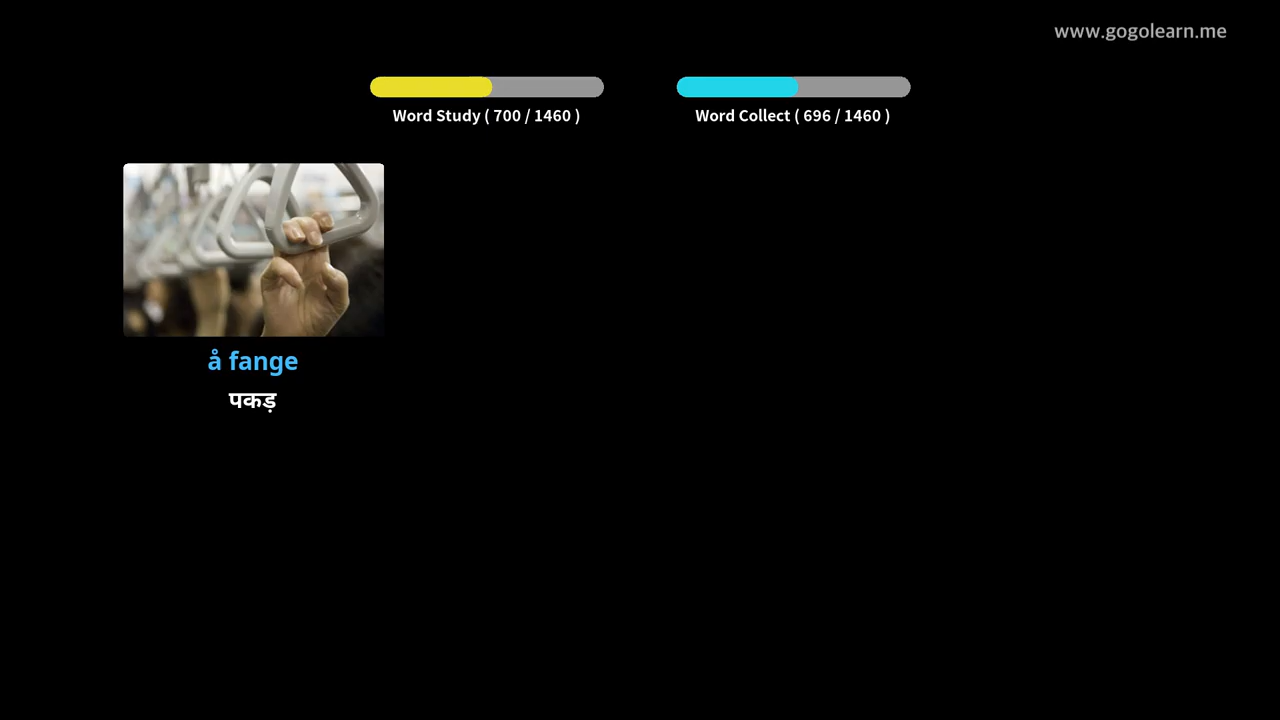 www.gogolearn.me
Word Study ( 700 / 1460 )
Word Collect ( 696 / 1460 )
å fange
पकड़